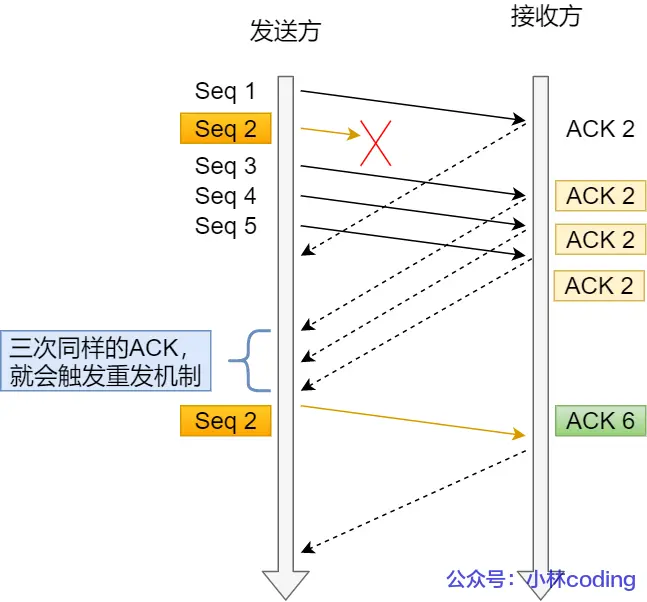 发送方
接收方
Seq 1
Seq 2
ACK 2
Seq 3
Seq 4
ACK 2
Seq 5
ACK 2
ACK 2
三次同样的ACK，
就会触发重发机制
Seq 2
ACK 6
公众号：小林coding